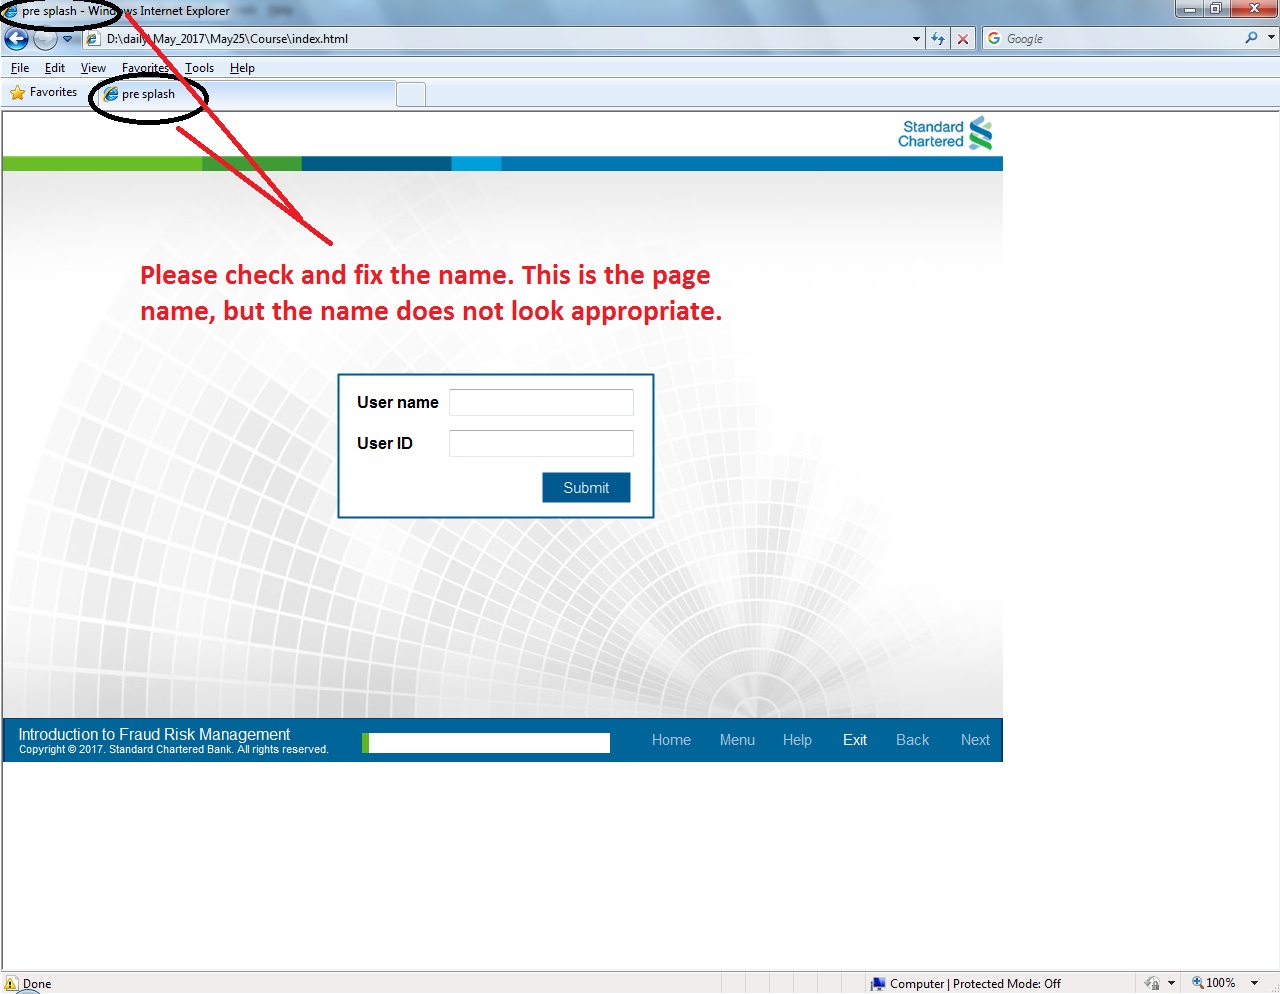 pre splash - Windows Internet Explorer
D:\daily\May_2017\May25\Course\index.html
Google
File Edit View Favorites Tools Help
Favorites
pre splash
Standard
Chartered
Please check and fix the name. This is the page
name, but the name does not look appropriate.
User name
User ID
Submit
Introduction to Fraud Risk Management
Copyright © 2017. Standard Chartered Bank. All rights reserved.
Home Menu Help Exit Back Next
Done
Computer | Protected Mode: Off
100%